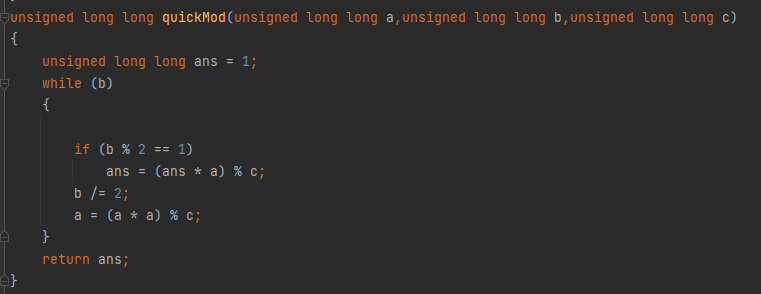 unsigned long long quickMod(unsigned long long a,unsigned long long b,unsigned long long c)
{
    unsigned long long ans = 1;
    while (b)
    {
        if (b % 2 == 1)
            ans = (ans * a) % c;
        b /= 2;
        a = (a * a) % c;
    }
    return ans;
}